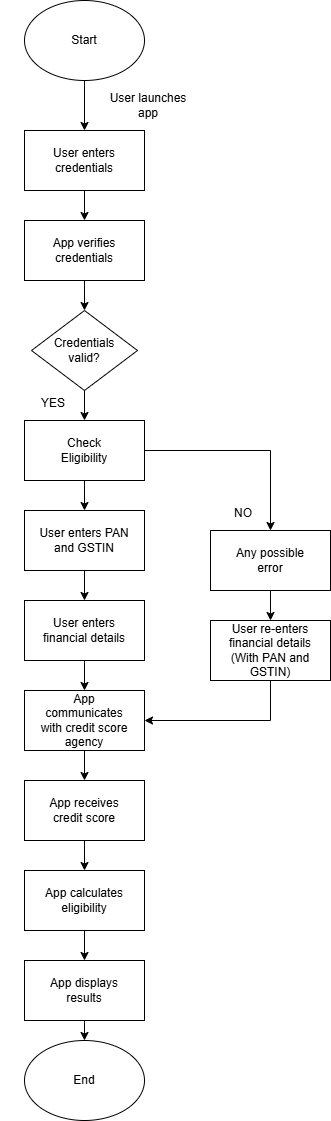 Start
User launches
app
User enters
credentials
App verifies
credentials
Credentials
valid?
YES
Check
Eligibility
NO
User enters PAN
and GSTIN
Any possible
error
User enters
financial details
User re-enters
financial details
(With PAN and
GSTIN)
App
communicates
with credit score
agency
App receives
credit score
App calculates
eligibility
App displays
results
End